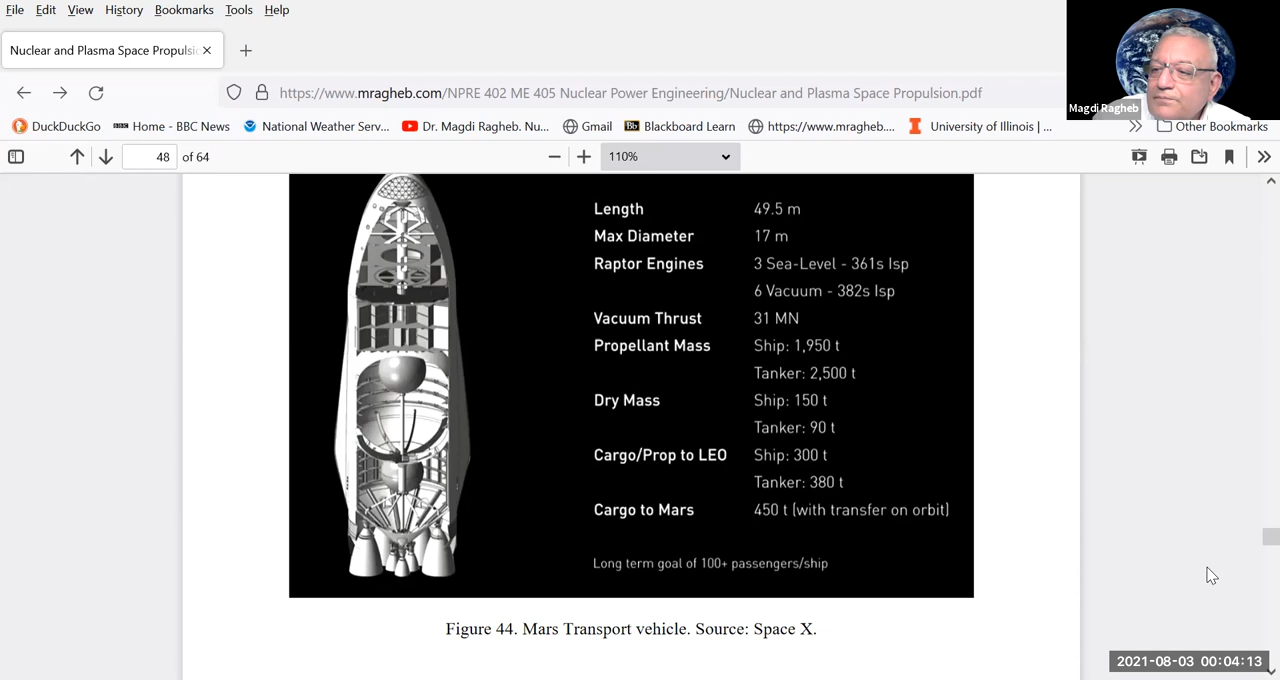 File Edit View History Bookmarks Tools Help
Nuclear and Plasma Space Propulsi
https://www.mragheb.com/NPRE 402 ME 405 Nuclear Power Engineering/Nuclear and Plasma Space Propulsion.pdf
Magdi Ragheb
DuckDuckGo BBC Home - BBC News National Weather Serv... Dr. Magdi Ragheb. Nu... Gmail Bb Blackboard Learn https://www.mragheb.... I University of Illinois |... Other Bookmarks
48 of 64 110%
Length 49.5 m
Max Diameter 17 m
Raptor Engines 3 Sea-Level - 361s Isp
6 Vacuum - 382s Isp
Vacuum Thrust 31 MN
Propellant Mass Ship: 1,950 t
Tanker: 2,500 t
Dry Mass Ship: 150 t
Tanker: 90 t
Cargo/Prop to LEO Ship: 300 t
Tanker: 380 t
Cargo to Mars 450 t (with transfer on orbit)
Long term goal of 100+ passengers/ship
Figure 44. Mars Transport vehicle. Source: Space X.
2021-08-03 00:04:13